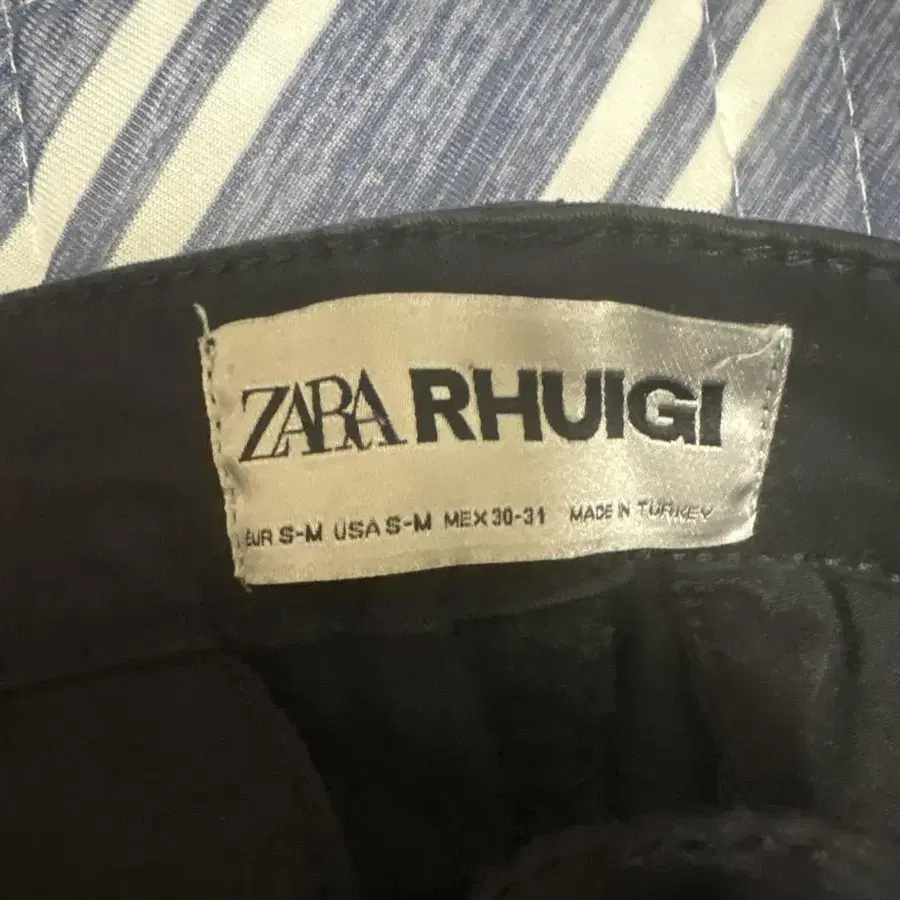 ZARA RHUIGI
EUR S-M USA S-M MEX 30-31 MADE IN TURKEY